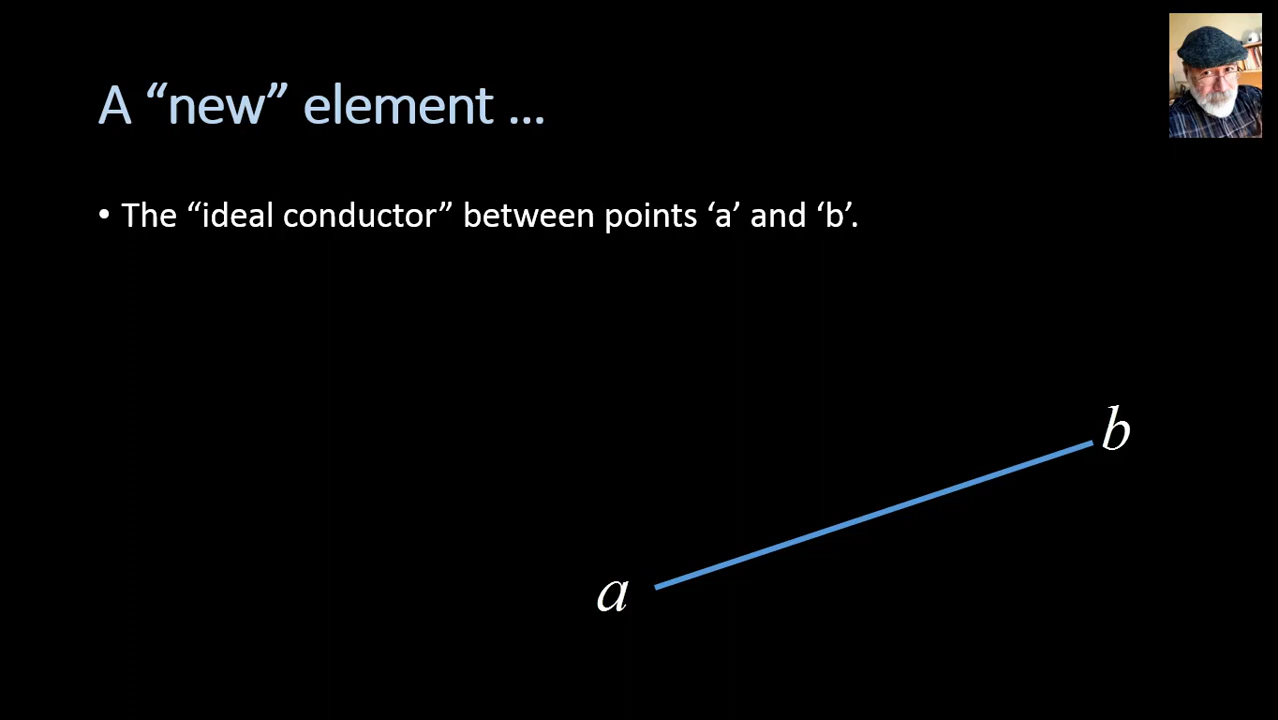 A “new” element …
• The “ideal conductor” between points ‘a’ and ‘b’.
b
a